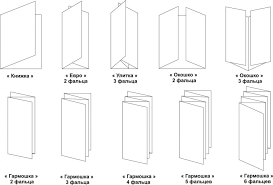 « Книжка »
« Евро »
2 фальца
« Улитка »
3 фальца
« Окошко »
2 фальца
« Окошко »
3 фальца
« Гармошка »
2 фальца
« Гармошка »
3 фальца
« Гармошка »
4 фальца
« Гармошка »
5 фальцев
« Гармошка »
6 фальцев